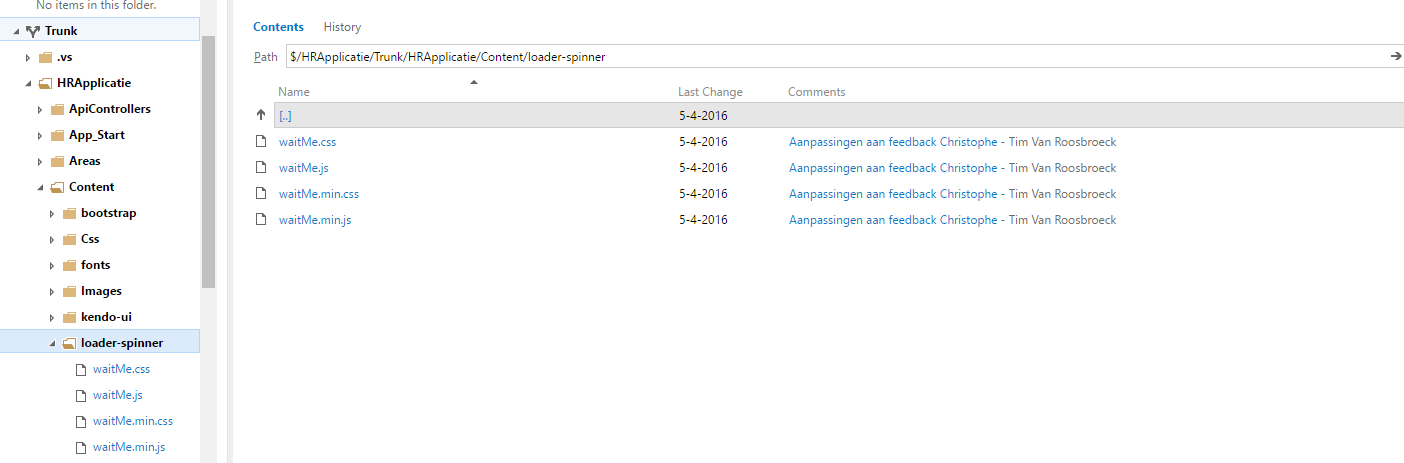 No items in this folder.
Trunk
.vs
HRApplicatie
ApiControllers
App_Start
Areas
Content
bootstrap
Css
fonts
Images
kendo-ui
loader-spinner
waitMe.css
waitMe.js
waitMe.min.css
waitMe.min.js
Contents History
Path $/HRApplicatie/Trunk/HRApplicatie/Content/loader-spinner
Name Last Change Comments
[..] 5-4-2016
waitMe.css 5-4-2016 Aanpassingen aan feedback Christophe - Tim Van Roosbroeck
waitMe.js 5-4-2016 Aanpassingen aan feedback Christophe - Tim Van Roosbroeck
waitMe.min.css 5-4-2016 Aanpassingen aan feedback Christophe - Tim Van Roosbroeck
waitMe.min.js 5-4-2016 Aanpassingen aan feedback Christophe - Tim Van Roosbroeck